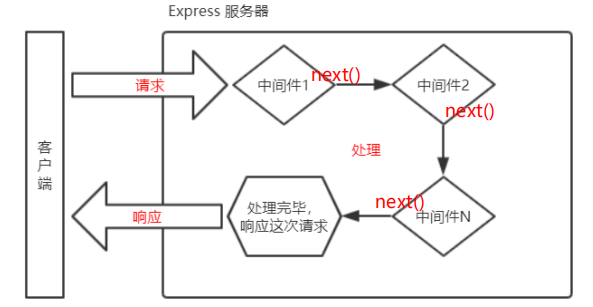 Express 服务器
客户端
请求
中间件1
next()
中间件2
next()
处理
next()
中间件N
处理完毕，
响应这次请求
响应